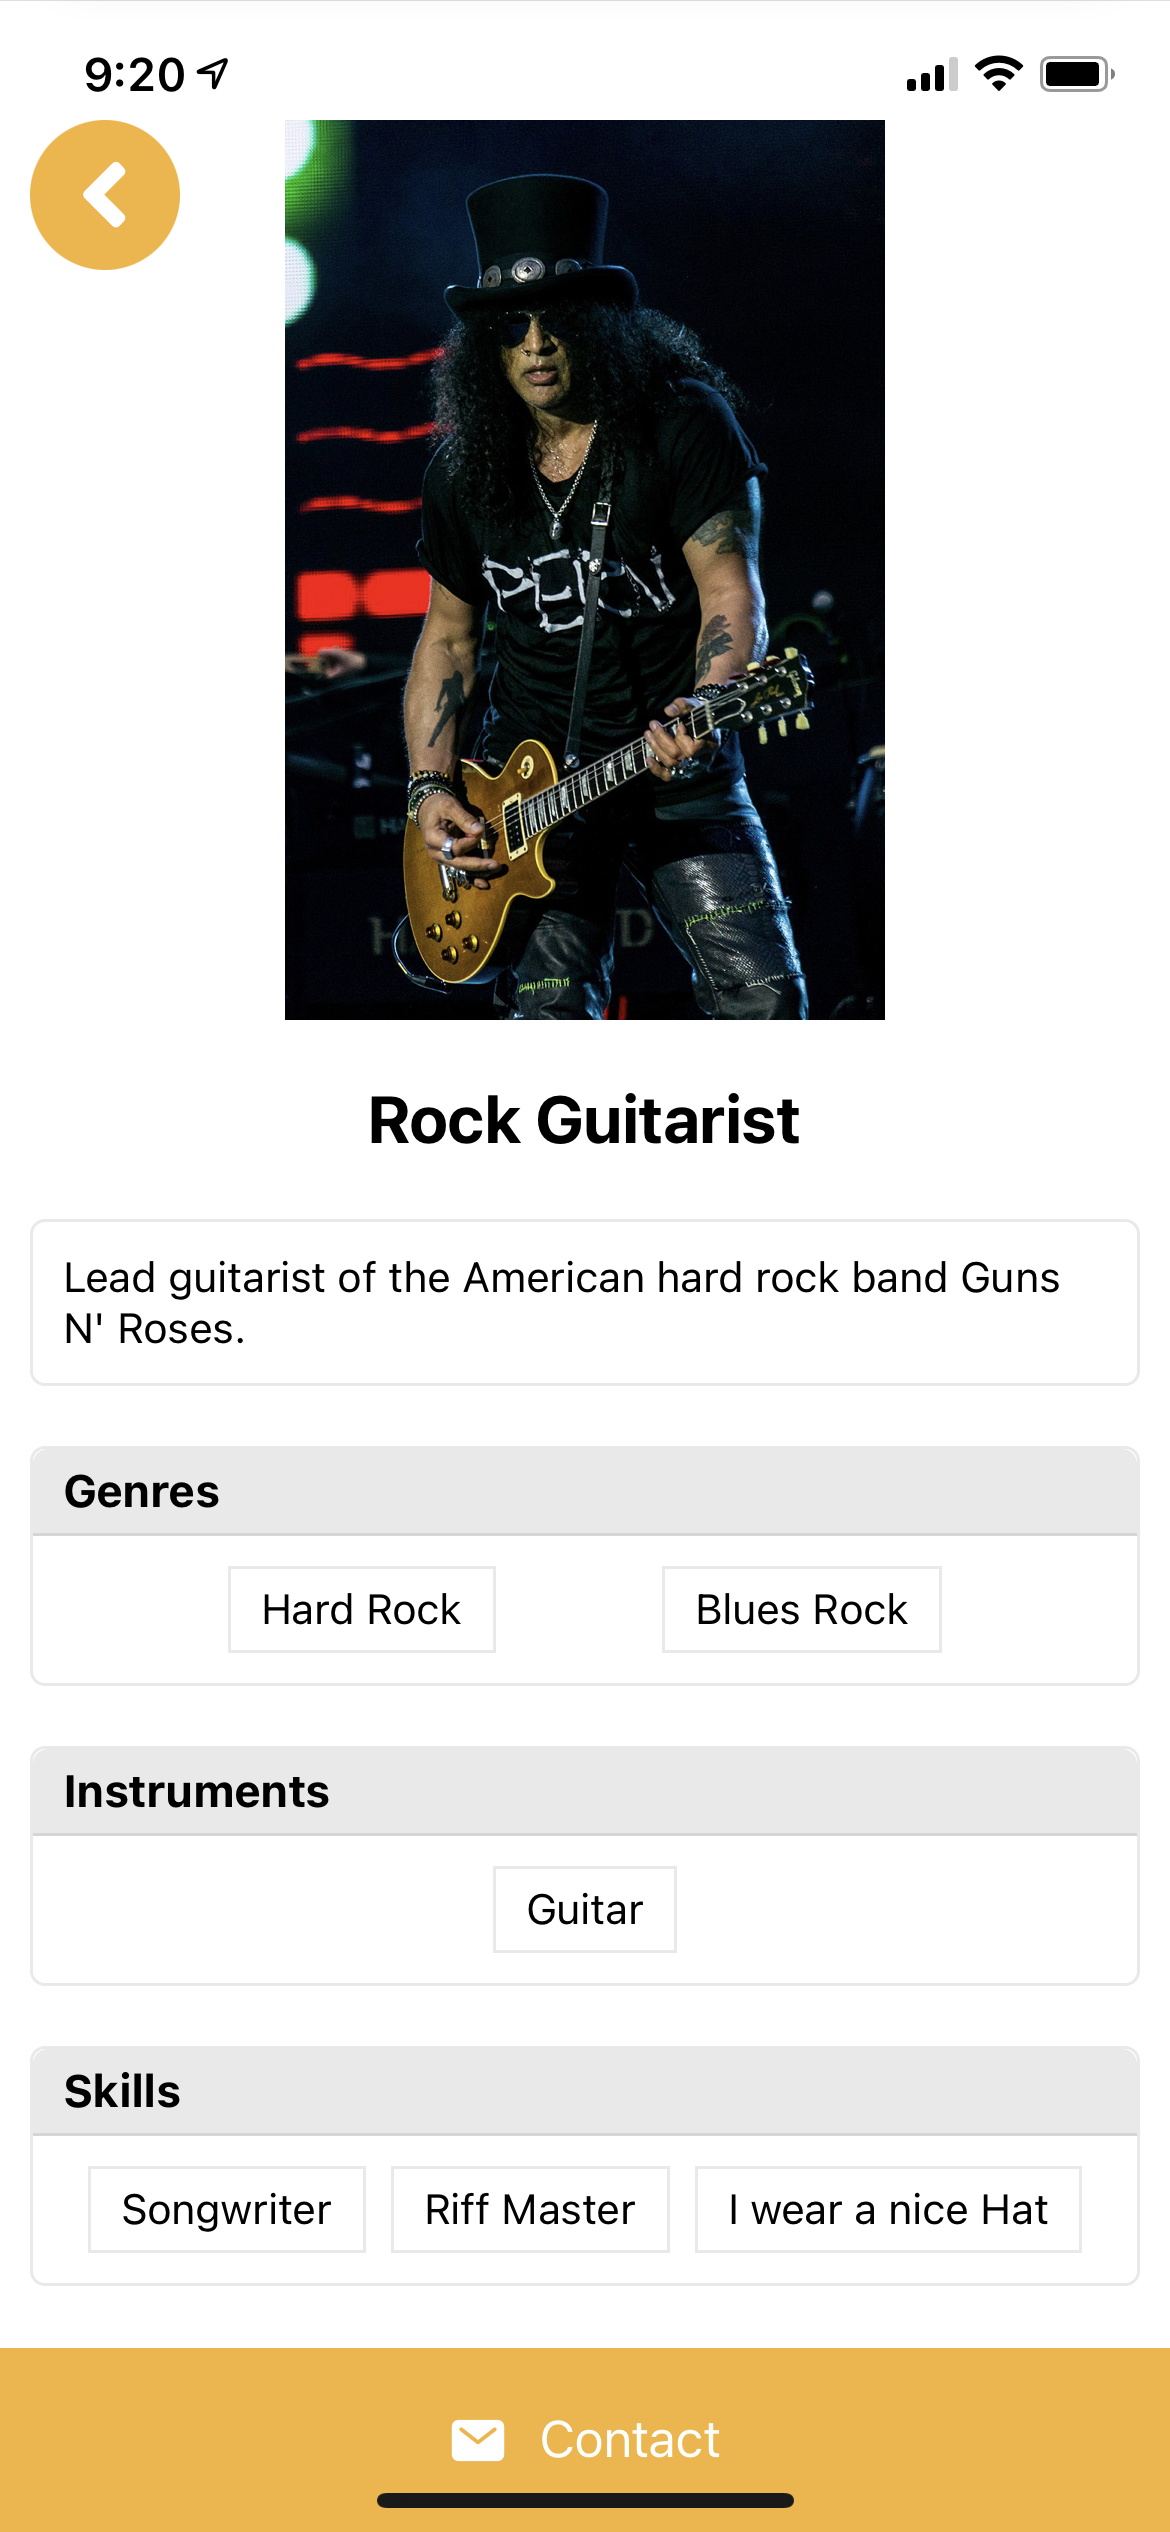 9:20
PERN
Rock Guitarist
Lead guitarist of the American hard rock band Guns
N' Roses.
Genres
Hard Rock
Blues Rock
Instruments
Guitar
Skills
Songwriter
Riff Master
I wear a nice Hat
Contact